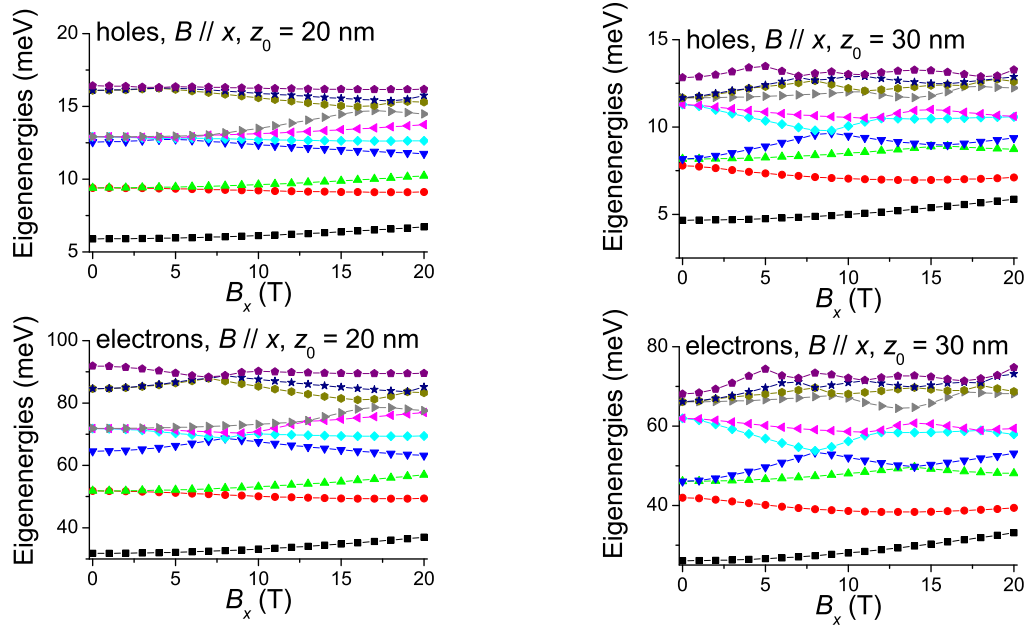 holes, B // x, z0 = 20 nm
Eigenenergies (meV)
20
15
10
5
0 5 10 15 20
Bx (T)
holes, B // x, z0 = 30 nm
Eigenenergies (meV)
15
10
5
0 5 10 15 20
Bx (T)
electrons, B // x, z0 = 20 nm
Eigenenergies (meV)
100
80
60
40
0 5 10 15 20
Bx (T)
electrons, B // x, z0 = 30 nm
Eigenenergies (meV)
80
60
40
0 5 10 15 20
Bx (T)